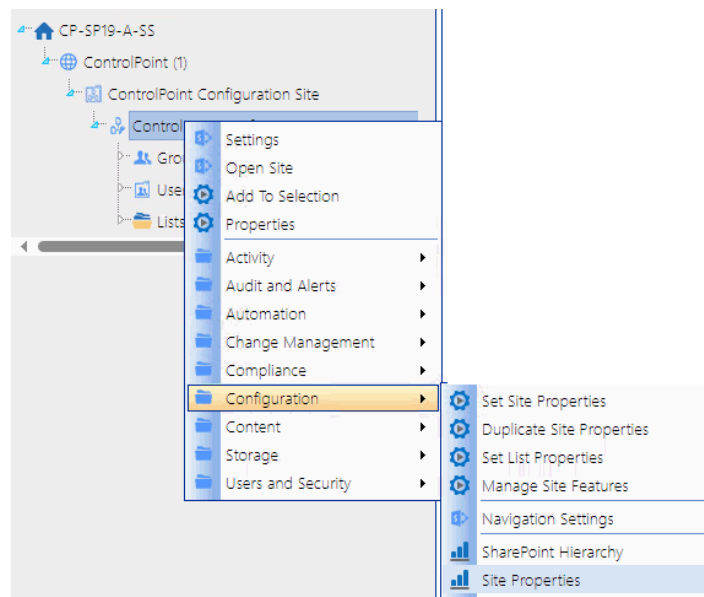 CP-SP19-A-SS
ControlPoint (1)
ControlPoint Configuration Site
Control
Settings
Open Site
Add To Selection
Properties
Activity
Audit and Alerts
Automation
Change Management
Compliance
Configuration
Content
Storage
Users and Security
Set Site Properties
Duplicate Site Properties
Set List Properties
Manage Site Features
Navigation Settings
SharePoint Hierarchy
Site Properties
Lists